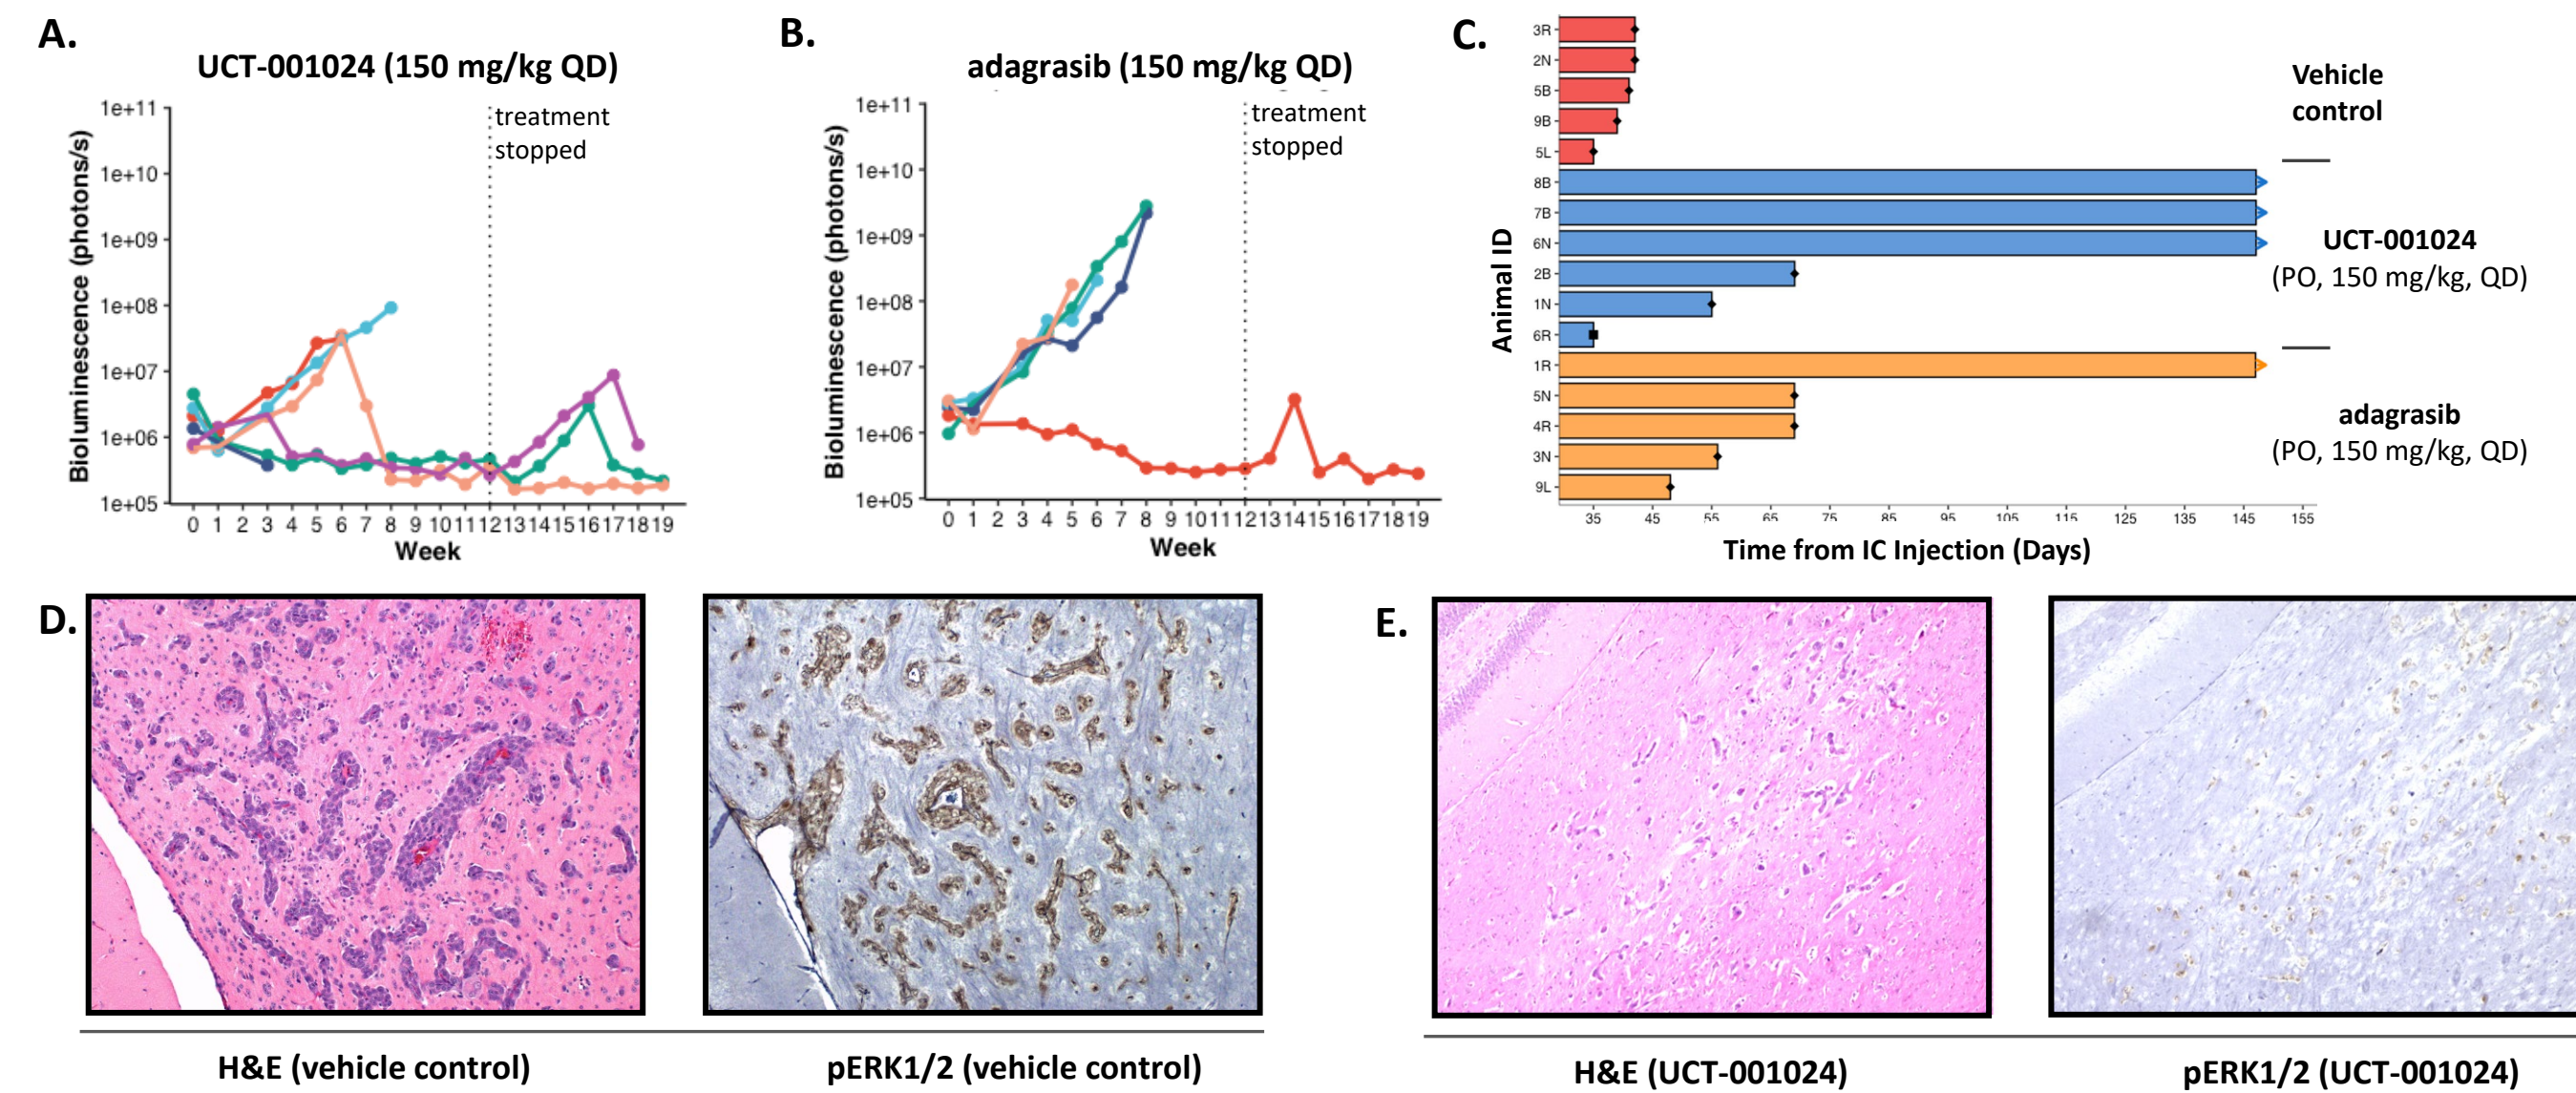 A.
UCT-001024 (150 mg/kg QD)
1e+11
1e+10
1e+09
1e+08
1e+07
1e+06
1e+05
Bioluminescence (photons/s)
treatment
stopped
0 1 2 3 4 5 6 7 8 9 10 11 12 13 14 15 16 17 18 19
Week
B.
adagrasib (150 mg/kg QD)
1e+11
1e+10
1e+09
1e+08
1e+07
1e+06
1e+05
Bioluminescence (photons/s)
treatment
stopped
0 1 2 3 4 5 6 7 8 9 10 11 12 13 14 15 16 17 18 19
Week
C.
Animal ID
3R
2N
5B
9B
5L
8B
7B
6N
2B
1N
6R
1R
5N
4R
3N
9L
35 45 55 65 75 85 95 105 115 125 135 145 155
Time from IC Injection (Days)
Vehicle
control
UCT-001024
(PO, 150 mg/kg, QD)
adagrasib
(PO, 150 mg/kg, QD)
D.
H&E (vehicle control)
pERK1/2 (vehicle control)
E.
H&E (UCT-001024)
pERK1/2 (UCT-001024)